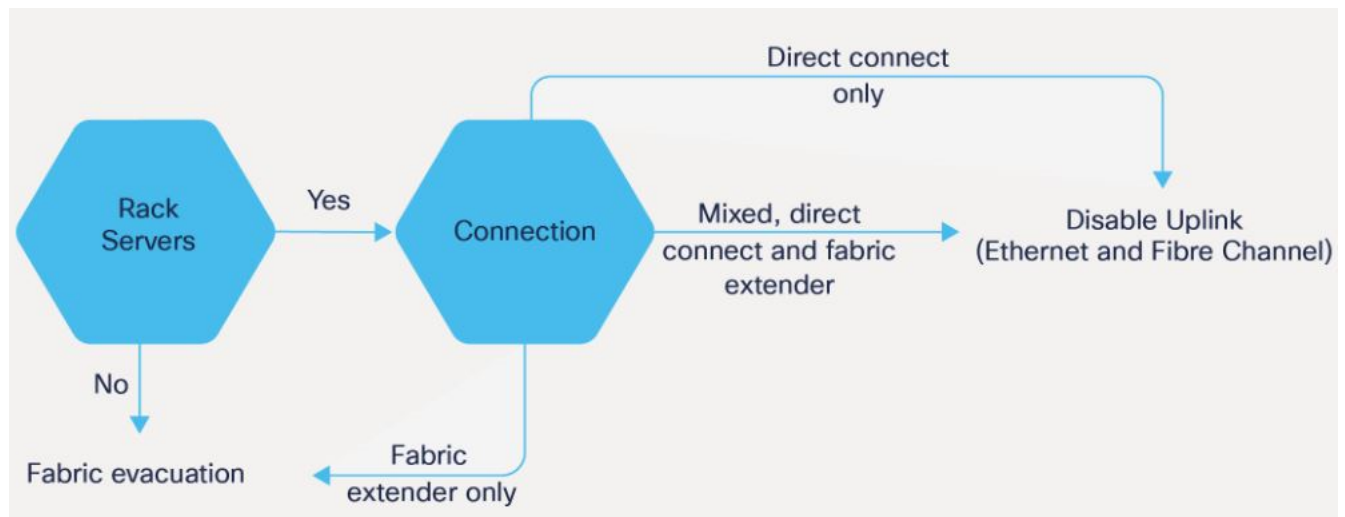 Direct connect
only
Rack
Servers
Yes
Connection
Mixed, direct
connect and fabric
extender
Disable Uplink
(Ethernet and Fibre Channel)
No
Fabric evacuation
Fabric
extender only